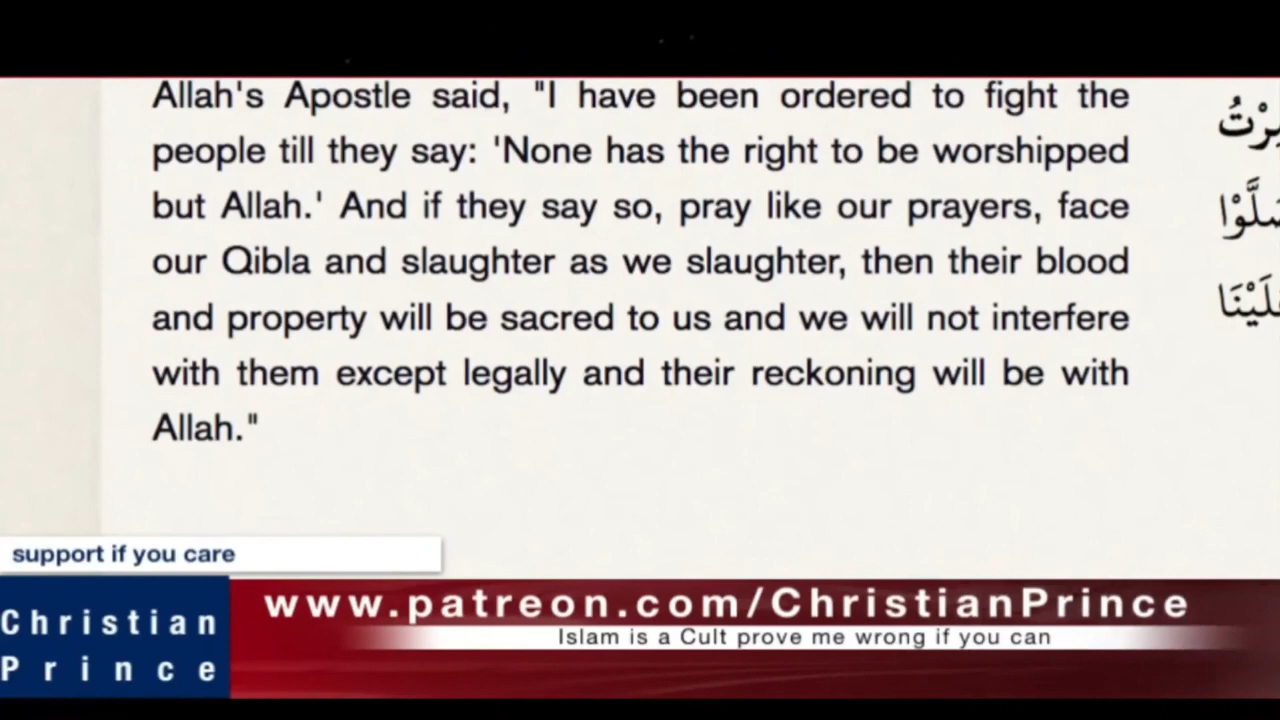 Allah's Apostle said, "I have been ordered to fight the
people till they say: 'None has the right to be worshipped
but Allah.' And if they say so, pray like our prayers, face
our Qibla and slaughter as we slaughter, then their blood
and property will be sacred to us and we will not interfere
with them except legally and their reckoning will be with
Allah."
support if you care
Christian
Prince
www.patreon.com/ChristianPrince
Islam is a Cult prove me wrong if you can